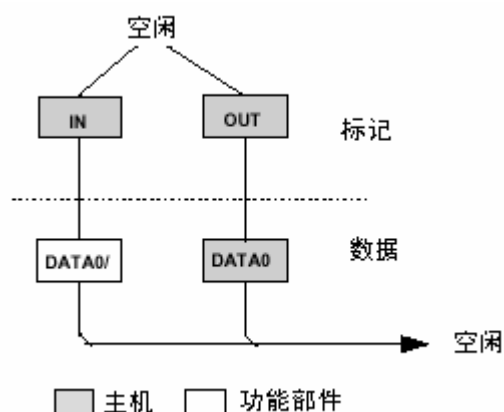 空闲
IN OUT 标记
DATA0/ DATA0 数据
空闲
主机 功能部件